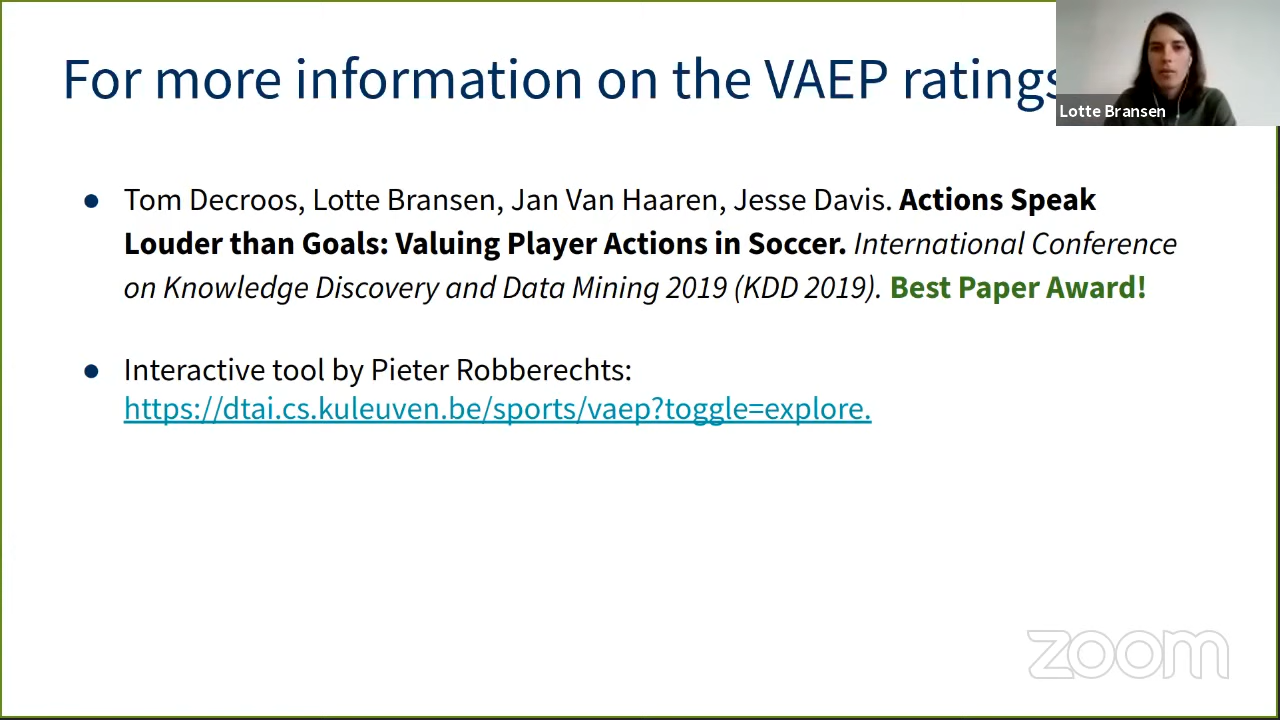 For more information on the VAEP ratings
Lotte Bransen
● Tom Decroos, Lotte Bransen, Jan Van Haaren, Jesse Davis. Actions Speak
Louder than Goals: Valuing Player Actions in Soccer. International Conference
on Knowledge Discovery and Data Mining 2019 (KDD 2019). Best Paper Award!
● Interactive tool by Pieter Robberechts:
https://dtai.cs.kuleuven.be/sports/vaep?toggle=explore.
zoom